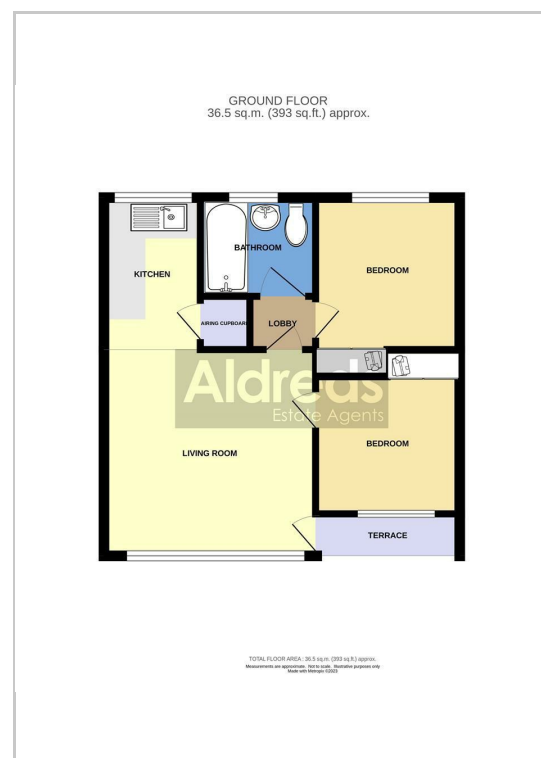 GROUND FLOOR
36.5 sq.m. (393 sq.ft.) approx.
BATHROOM
KITCHEN
BEDROOM
AIRING CUPBOARD
LOBBY
Aldreds
Estate Agents
BEDROOM
LIVING ROOM
TERRACE
TOTAL FLOOR AREA : 36.5 sq.m. (393 sq.ft.) approx.
Measurements are approximate. Not to scale. Illustrative purposes only
Made with Metropix ©2023